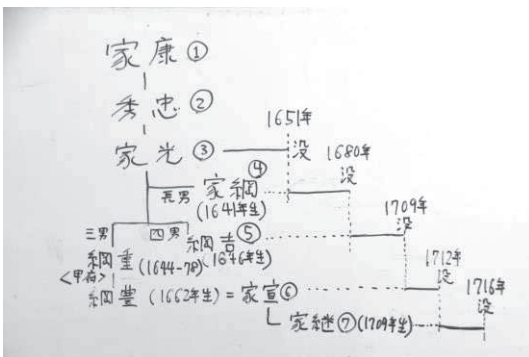 家康①
秀忠②
1651年
没
家光③
1680年
没
④
長男
家綱
(1641年生)
1709年
没
三男
四男
綱吉⑤
(1646年生)
綱重(1644-78)
<甲府>
1712年
没
1716年
没
綱豊(1662年生)=家宣⑥
家継⑦(1709年生)